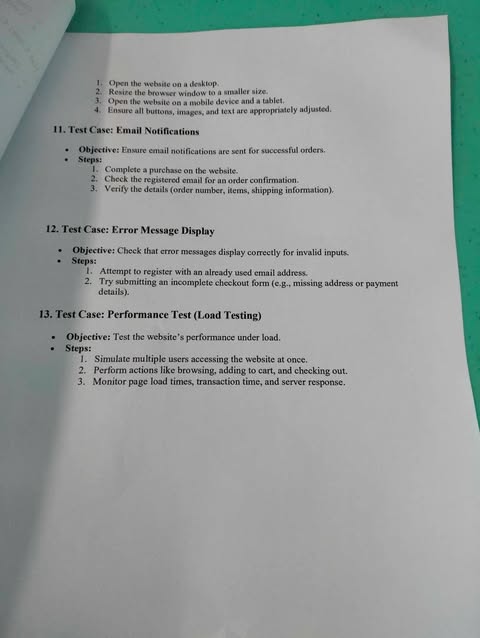 1. Open the website on a desktop.
2. Resize the browser window to a smaller size.
3. Open the website on a mobile device and a tablet.
4. Ensure all buttons, images, and text are appropriately adjusted.
11. Test Case: Email Notifications
• Objective: Ensure email notifications are sent for successful orders.
• Steps:
1. Complete a purchase on the website.
2. Check the registered email for an order confirmation.
3. Verify the details (order number, items, shipping information).
12. Test Case: Error Message Display
• Objective: Check that error messages display correctly for invalid inputs.
• Steps:
1. Attempt to register with an already used email address.
2. Try submitting an incomplete checkout form (e.g., missing address or payment
details).
13. Test Case: Performance Test (Load Testing)
• Objective: Test the website's performance under load.
• Steps:
1. Simulate multiple users accessing the website at once.
2. Perform actions like browsing, adding to cart, and checking out.
3. Monitor page load times, transaction time, and server response.